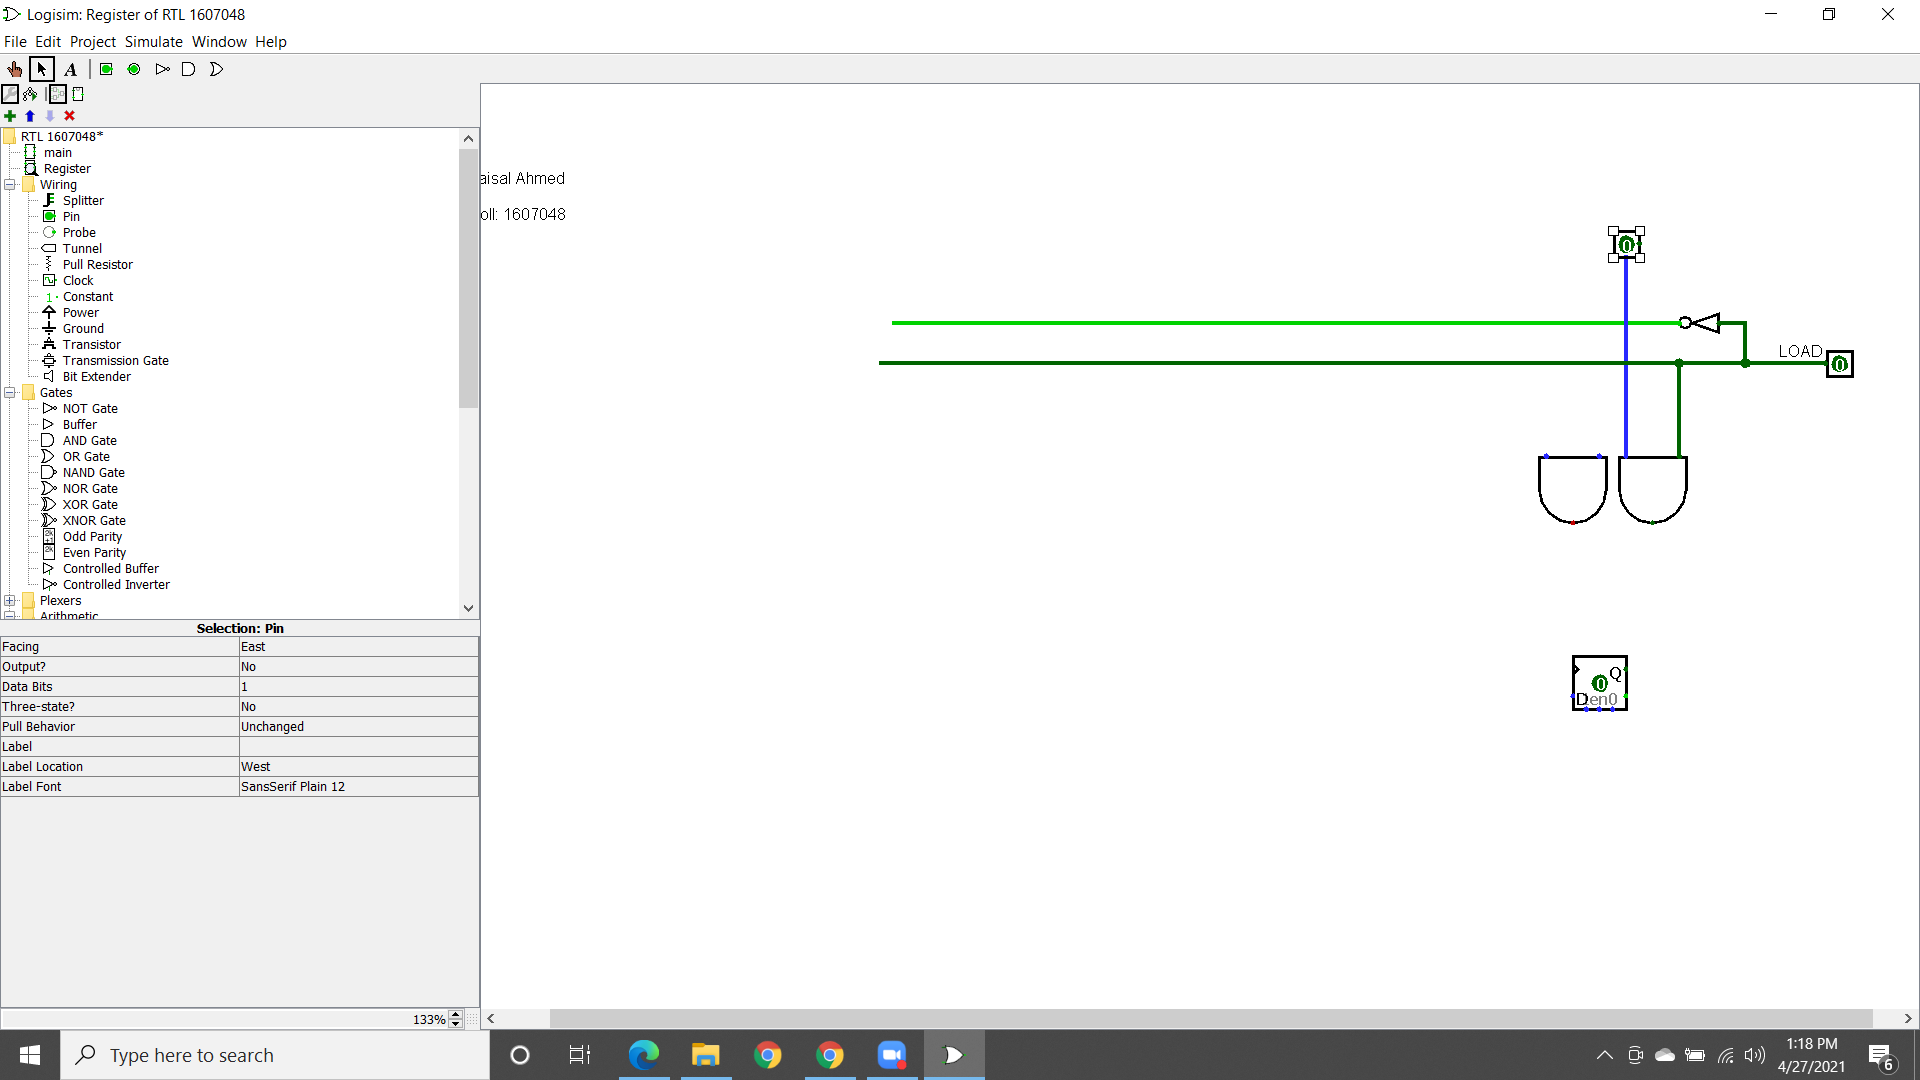 Logisim: Register of RTL 1607048
File Edit Project Simulate Window Help
A
RTL 1607048*
main
Register
Wiring
Splitter
Pin
Probe
Tunnel
Pull Resistor
Clock
1 Constant
Power
Ground
Transistor
Transmission Gate
Bit Extender
Gates
NOT Gate
Buffer
AND Gate
OR Gate
NAND Gate
NOR Gate
XOR Gate
XNOR Gate
Odd Parity
Even Parity
Controlled Buffer
Controlled Inverter
Plexers
Arithmetic
Selection: Pin
Facing East
Output? No
Data Bits 1
Three-state? No
Pull Behavior Unchanged
Label
Label Location West
Label Font SansSerif Plain 12
133%
aisal Ahmed
oll: 1607048
0
LOAD 0
Q
0
D en0
Type here to search
1:18 PM
4/27/2021
6